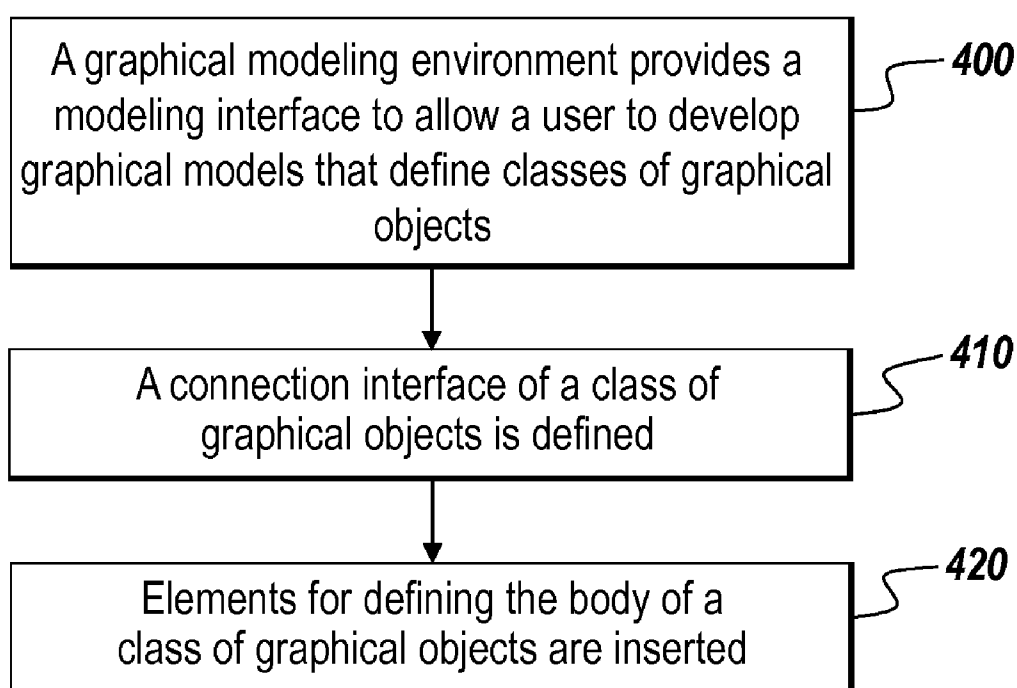 A graphical modeling environment provides a
modeling interface to allow a user to develop
graphical models that define classes of graphical
objects
400
A connection interface of a class of
graphical objects is defined
410
Elements for defining the body of a
class of graphical objects are inserted
420